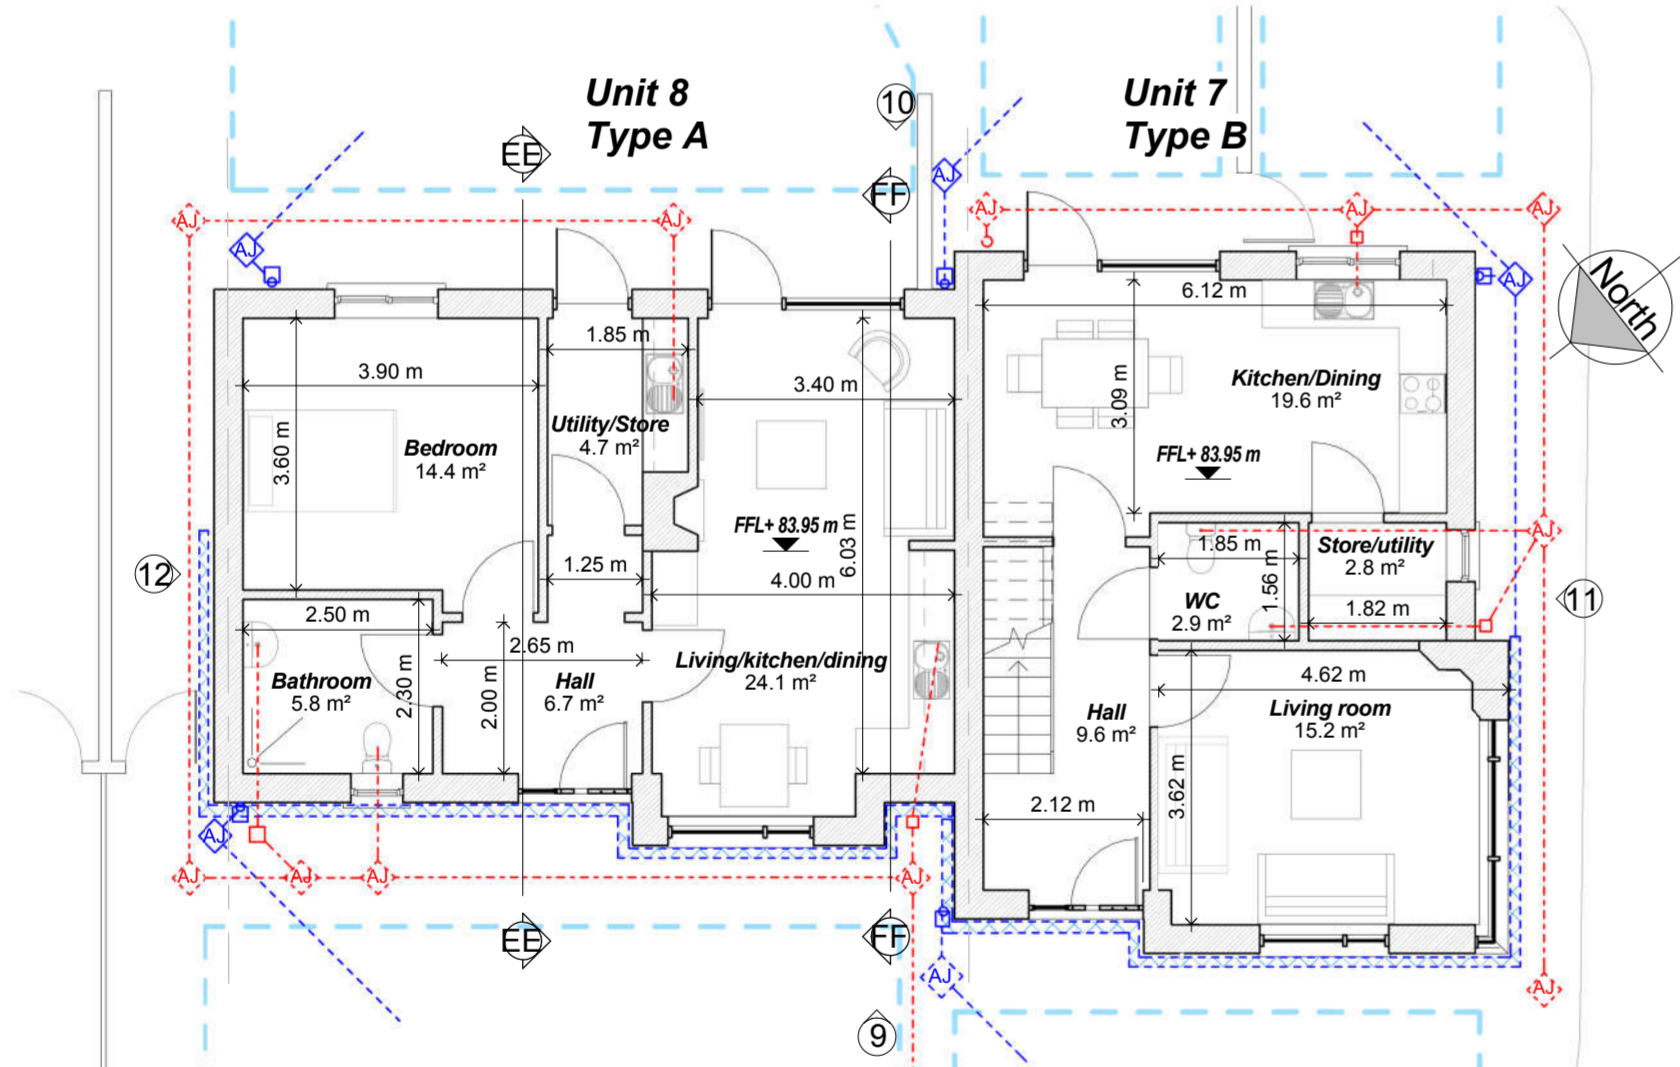 Unit 8
Type A
Unit 7
Type B
10
EE
FF
AJ
AJ
AJ
AJ
AJ
AJ
AJ
AJ
North
6.12 m
1.85 m
3.90 m
3.40 m
3.09 m
Kitchen/Dining
19.6 m²
Utility/Store
4.7 m²
Bedroom
14.4 m²
3.60 m
FFL+ 83.95 m
FFL+ 83.95 m
6.03 m
AJ
1.85 m
Store/utility
2.8 m²
12
1.25 m
4.00 m
1.56 m
11
WC
2.9 m²
1.82 m
2.50 m
2.65 m
Living/kitchen/dining
24.1 m²
4.62 m
Bathroom
5.8 m²
2.30 m
2.00 m
Hall
6.7 m²
Hall
9.6 m²
Living room
15.2 m²
3.62 m
2.12 m
AJ
AJ
AJ
AJ
AJ
EE
FF
AJ
AJ
9